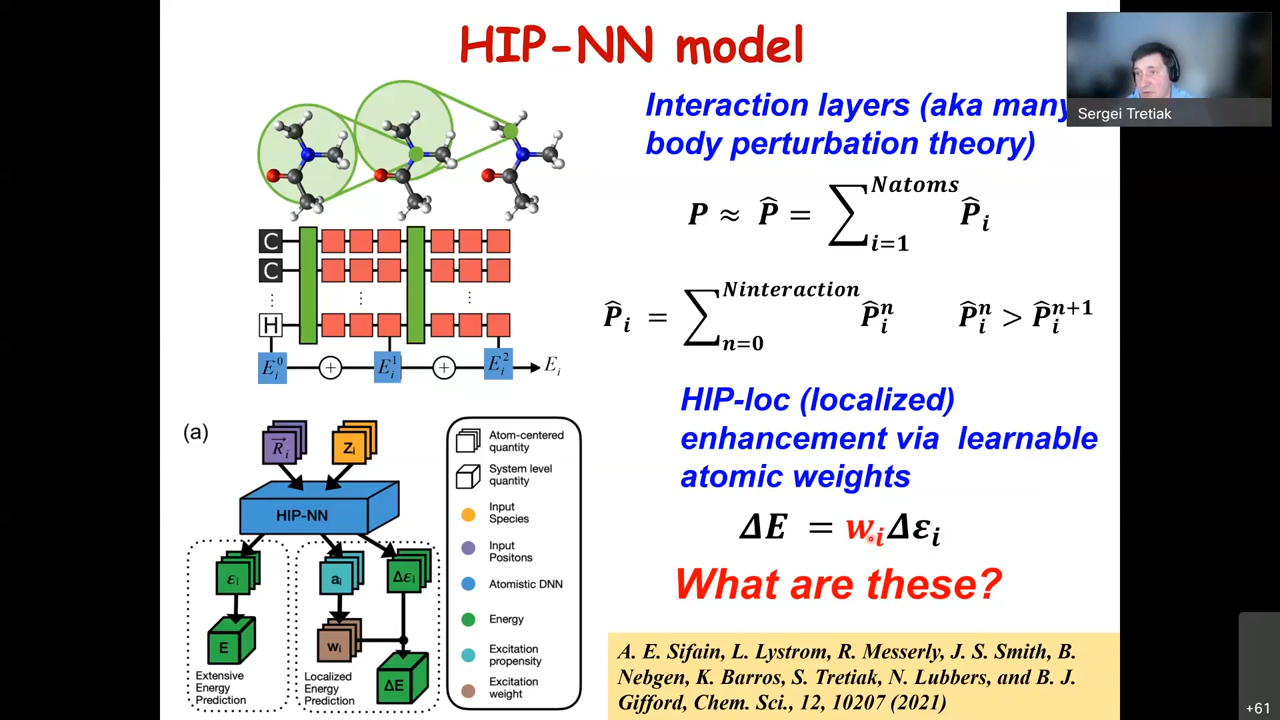 HIP-NN model
Sergei Tretiak
Interaction layers (aka many
body perturbation theory)
P ≈ P̂ = ∑_{i=1}^{Natoms} P̂_i
P̂_i = ∑_{n=0}^{Ninteraction} P̂_i^n    P̂_i^n > P̂_i^{n+1}
C
C
H
E_i^0 + E_i^1 + E_i^2 E_i
HIP-loc (localized)
enhancement via learnable
atomic weights
ΔE = w_iΔε_i
What are these?
(a)
R⃗_i Z_i
HIP-NN
ε_i a_i Δε_i
E w_i ΔE
Extensive
Energy
Prediction
Localized
Energy
Prediction
Atom-centered
quantity
System level
quantity
Input
Species
Input
Positons
Atomistic DNN
Energy
Excitation
propensity
Excitation
weight
A. E. Sifain, L. Lystrom, R. Messerly, J. S. Smith, B.
Nebgen, K. Barros, S. Tretiak, N. Lubbers, and B. J.
Gifford, Chem. Sci., 12, 10207 (2021)
+61